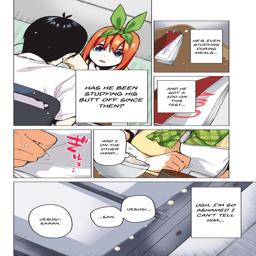 HE'S EVEN
STUDYING
DURING
MEALS...
HAS HE BEEN
STUDYING HIS
BUTT OFF SINCE
THEN?
AND HE
GOT A
200 ON
THIS
TEST...
AND I
ON THE
OTHER
HAND...
UGH, I'M SO
ASHAMED I
CAN'T TELL
HIM...
UESUGI...
...SAN.
UESUGI-
SAAAN.